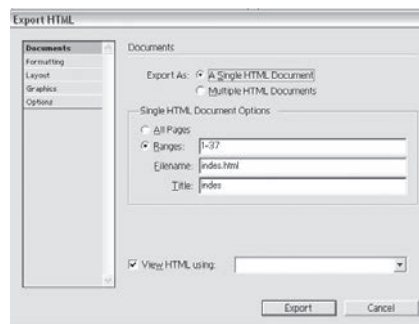 Export HTML
Documents
Formatting
Layout
Graphics
Options
Documents
Export As: A Single HTML Document
Multiple HTML Documents
Single HTML Document Options
All Pages
Ranges: 1-37
Filename: index.html
Title: index
View HTML using:
Export Cancel